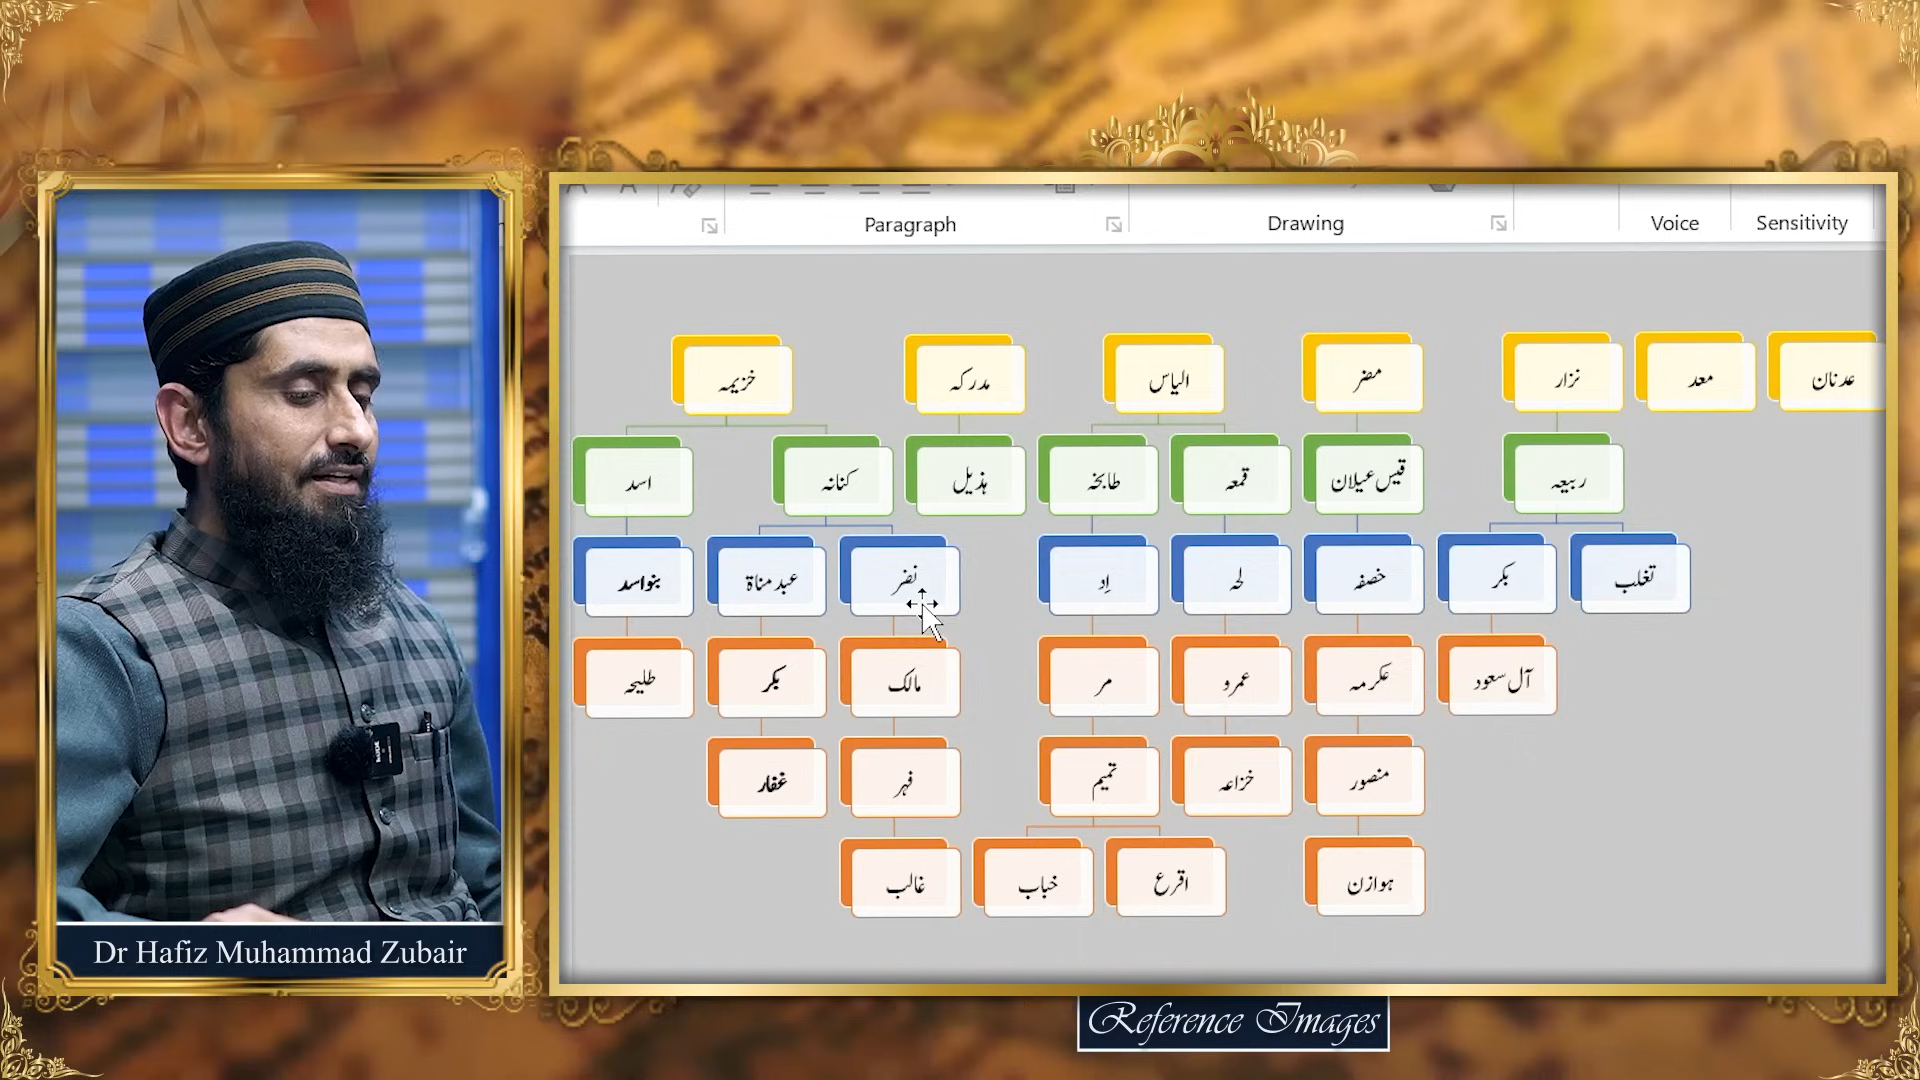 Paragraph Drawing Voice Sensitivity
عدنان معد نزار مضر الیاس مدرکہ خزیمہ
ربیعہ قیس عیلان قمعہ طابخہ ہذیل کنانہ اسد
تغلب بکر خصفہ لحہ اِد نضر عبد مناۃ بنو اسد
آل سعود عکرمہ عمرو مر مالک بکر طلیحہ
منصور خزاعہ تمیم فہر غفار
ہوازن اقرع خباب غالب
Dr Hafiz Muhammad Zubair
Reference Images